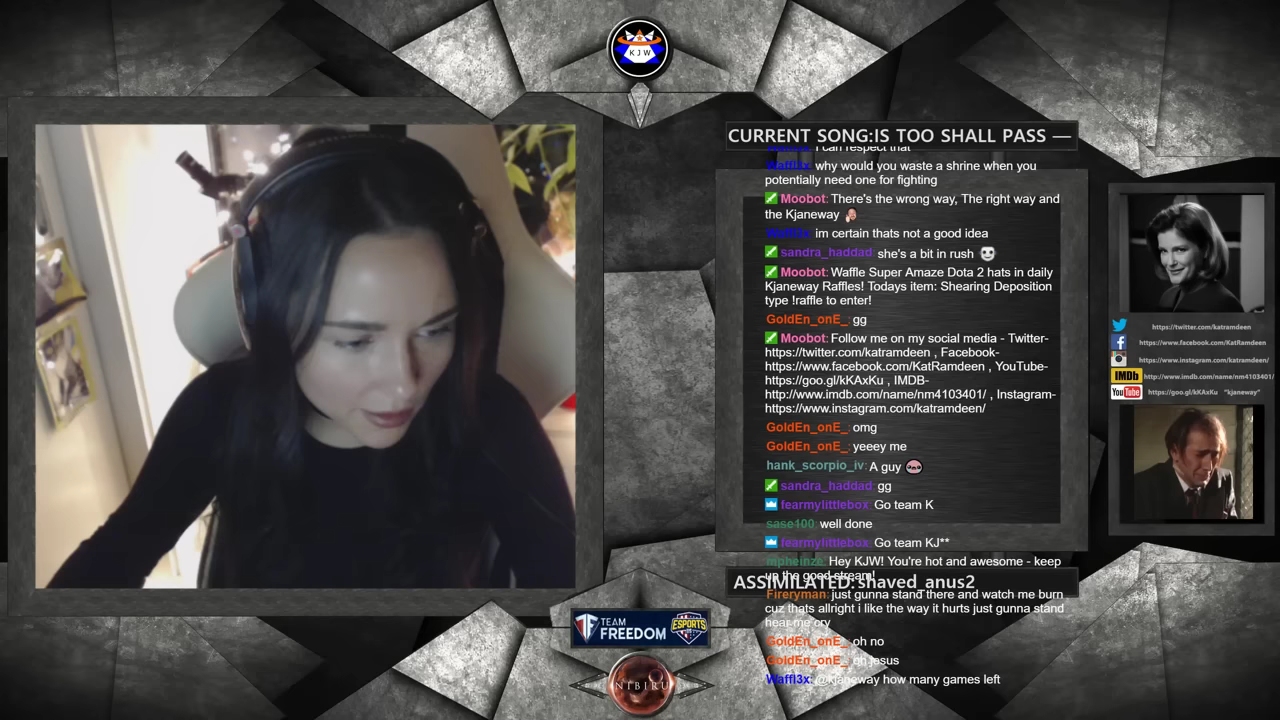 KJW
CURRENT SONG:IS TOO SHALL PASS —
I can respect that
Waffl3x: why would you waste a shrine when you
potentially need one for fighting
Moobot: There's the wrong way, The right way and
the Kjaneway
Waffl3x: im certain thats not a good idea
sandra_haddad: she's a bit in rush
Moobot: Waffle Super Amaze Dota 2 hats in daily
Kjaneway Raffles! Todays item: Shearing Deposition
type !raffle to enter!
GoldEn_onE_: gg
Moobot: Follow me on my social media - Twitter-
https://twitter.com/katramdeen , Facebook-
https://www.facebook.com/KatRamdeen , YouTube-
https://goo.gl/kKAxKu , IMDB-
http://www.imdb.com/name/nm4103401/ , Instagram-
https://www.instagram.com/katramdeen/
GoldEn_onE_: omg
GoldEn_onE_: yeeey me
hank_scorpio_iv: A guy
sandra_haddad: gg
fearmylittlebox: Go team K
sase100: well done
fearmylittlebox: Go team KJ**
mpheinze: Hey KJW! You're hot and awesome - keep
up the good stream!
ASSIMILATED:shaved_anus2
Fireryman: just gunna stand there and watch me burn
cuz thats allright i like the way it hurts just gunna stand
hear me cry
GoldEn_onE_: oh no
GoldEn_onE_: oh jesus
Waffl3x: @kjaneway how many games left
https://twitter.com/katramdeen
https://www.facebook.com/KatRamdeen
https://www.instagram.com/katramdeen/
IMDb http://www.imdb.com/name/nm4103401/
YouTube https://goo.gl/kKAxKu "kjaneway"
TEAM
FREEDOM
ESPORTS
NIBIRU